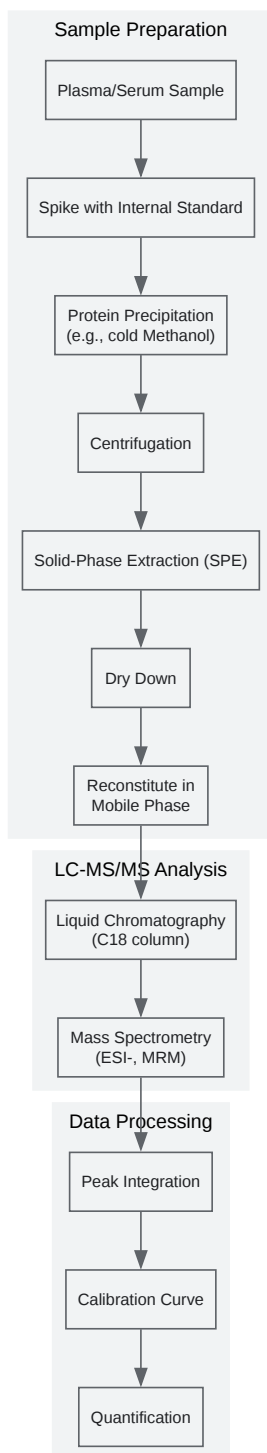 Sample Preparation
Plasma/Serum Sample
Spike with Internal Standard
Protein Precipitation
(e.g., cold Methanol)
Centrifugation
Solid-Phase Extraction (SPE)
Dry Down
Reconstitute in
Mobile Phase
LC-MS/MS Analysis
Liquid Chromatography
(C18 column)
Mass Spectrometry
(ESI-, MRM)
Data Processing
Peak Integration
Calibration Curve
Quantification